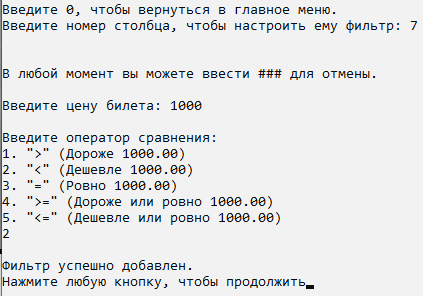 Введите 0, чтобы вернуться в главное меню.
Введите номер столбца, чтобы настроить ему фильтр: 7
В любой момент вы можете ввести ### для отмены.
Введите цену билета: 1000
Введите оператор сравнения:
1. ">" (Дороже 1000.00)
2. "<" (Дешевле 1000.00)
3. "=" (Ровно 1000.00)
4. ">=" (Дороже или ровно 1000.00)
5. "<=" (Дешевле или ровно 1000.00)
2
Фильтр успешно добавлен.
Нажмите любую кнопку, чтобы продолжить